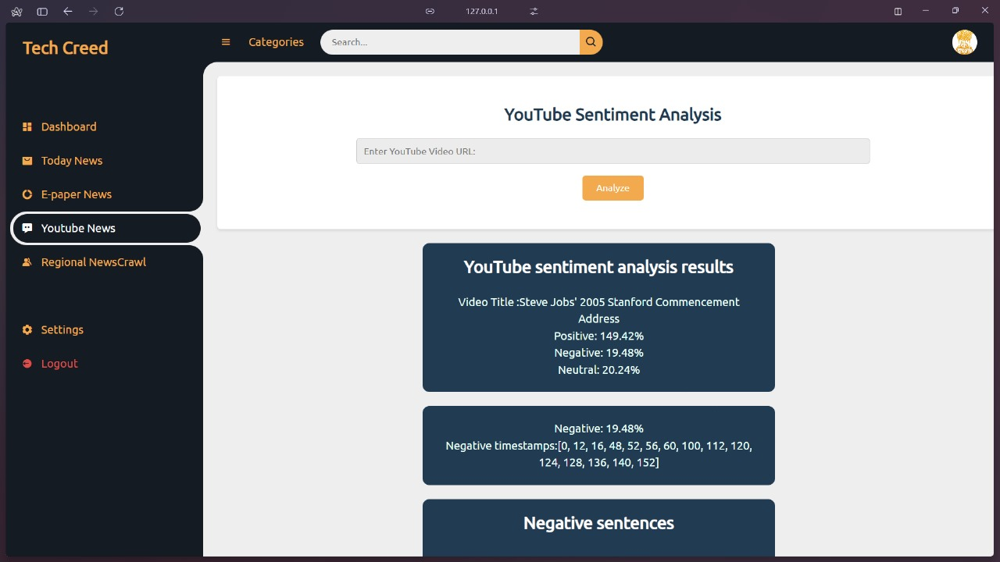 127.0.0.1
Tech Creed
Categories
Search...
Dashboard
Today News
E-paper News
Youtube News
Regional NewsCrawl
Settings
Logout
YouTube Sentiment Analysis
Enter YouTube Video URL:
Analyze
YouTube sentiment analysis results
Video Title :Steve Jobs' 2005 Stanford Commencement
Address
Positive: 149.42%
Negative: 19.48%
Neutral: 20.24%
Negative: 19.48%
Negative timestamps:[0, 12, 16, 48, 52, 56, 60, 100, 112, 120,
124, 128, 136, 140, 152]
Negative sentences